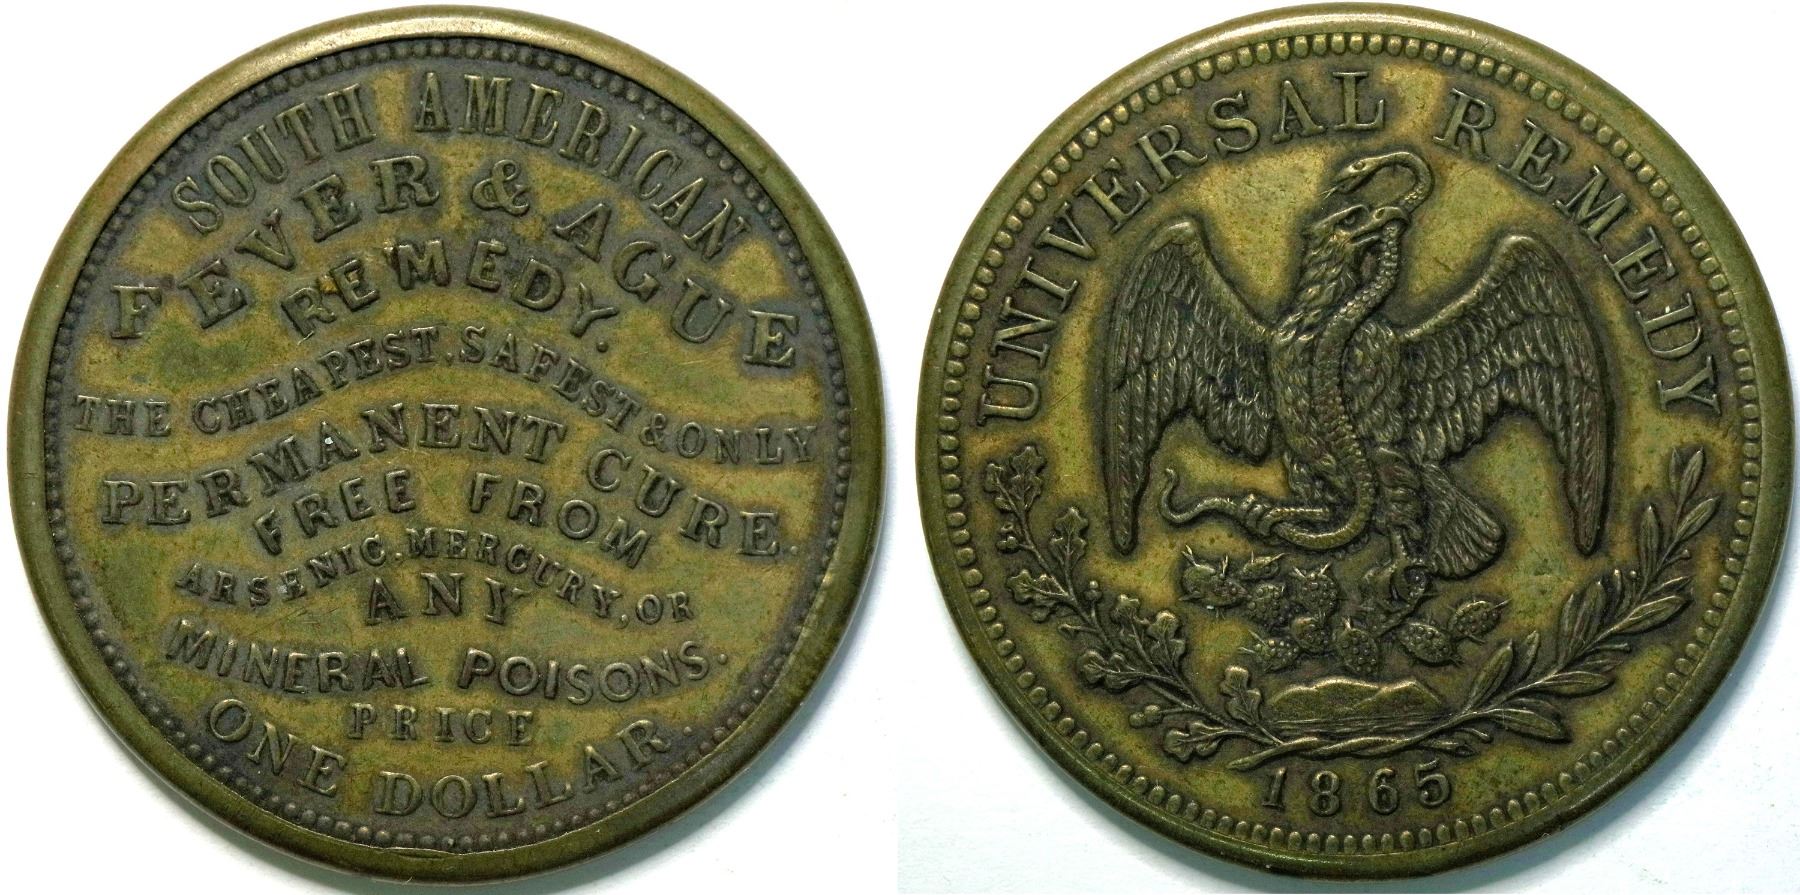 SOUTH AMERICAN
FEVER & AGUE
REMEDY.
THE CHEAPEST, SAFEST & ONLY
PERMANENT CURE.
FREE FROM
ARSENIC, MERCURY, OR
ANY
MINERAL POISONS.
PRICE
ONE DOLLAR.
UNIVERSAL REMEDY
1865